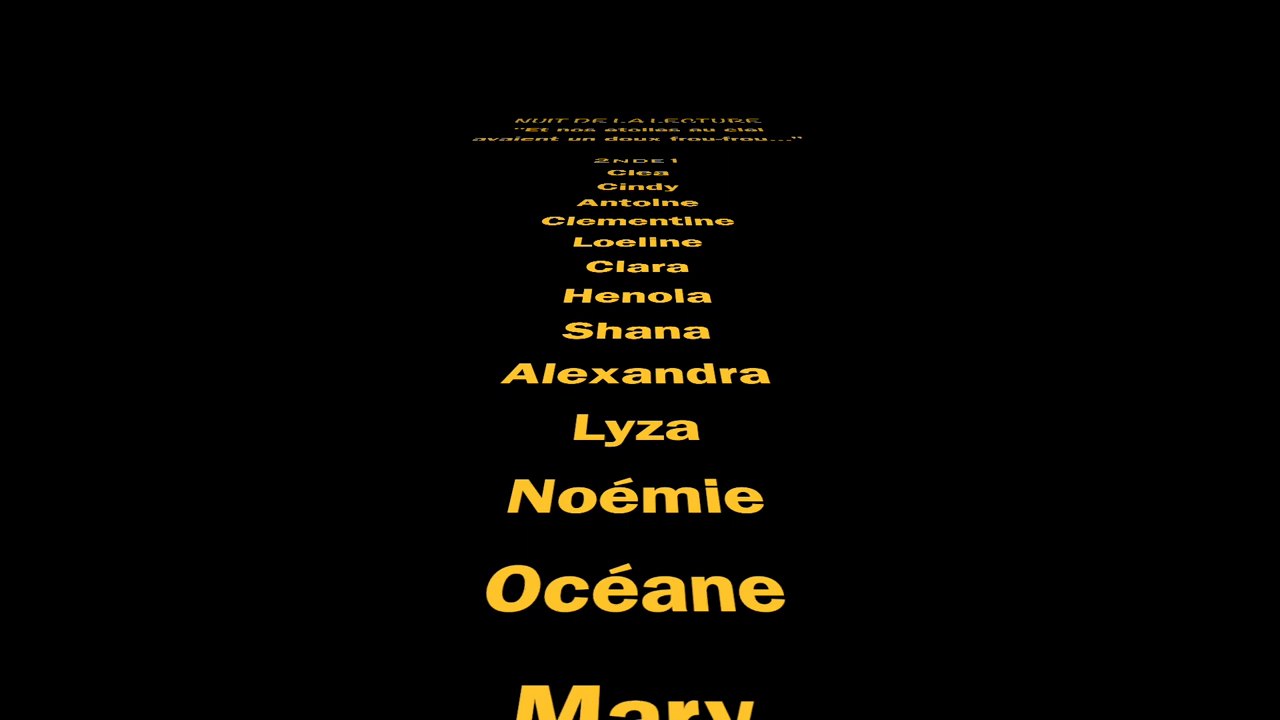 NUIT DE LA LECTURE
"Et nos étoiles au ciel
avaient un doux frou-frou..."
2NDE1
Clea
Cindy
Antoine
Clementine
Loeline
Clara
Henola
Shana
Alexandra
Lyza
Noémie
Océane
Mary